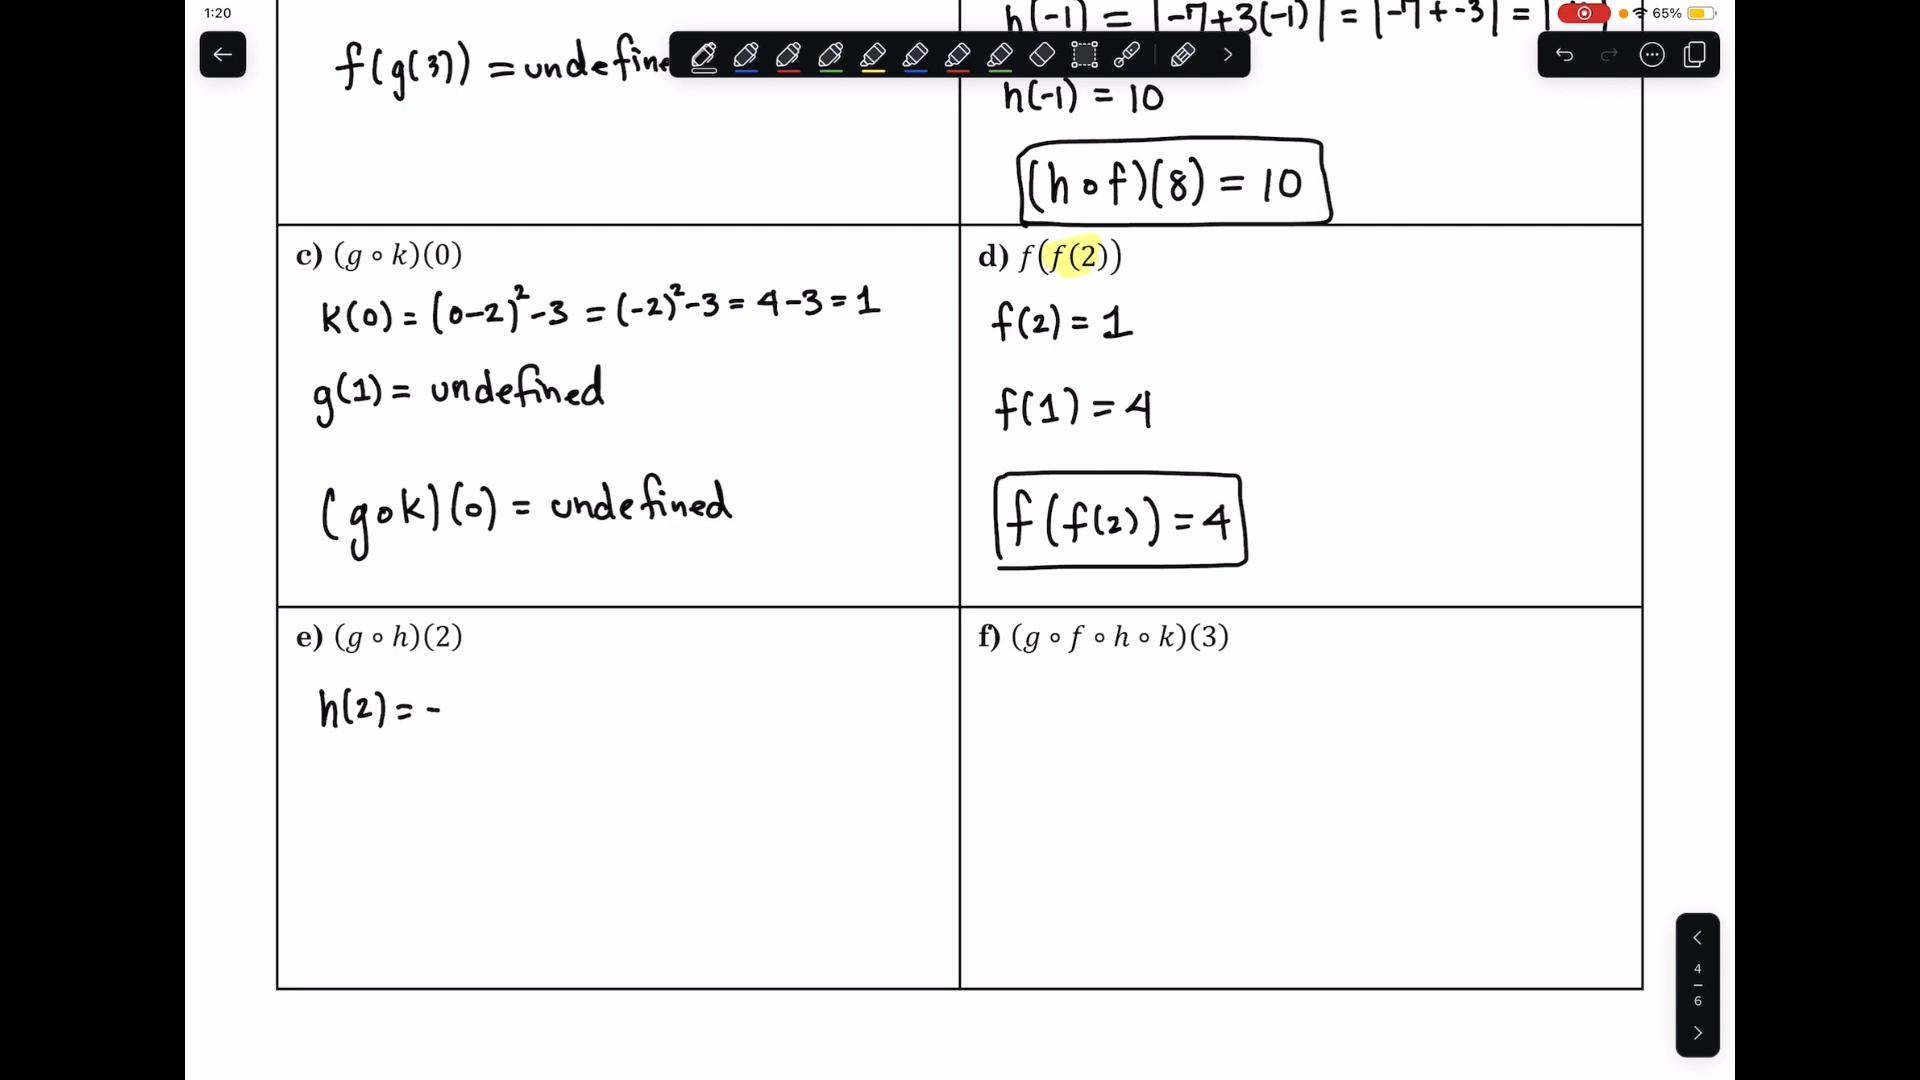 1:20
65%
f(g(3)) = undefine
h(-1) = |-7+3(-1)| = |-7+-3| = |
h(-1) = 10
(h∘f)(8) = 10
c) (g ∘ k)(0)
k(0) = (0-2)²-3 = (-2)²-3 = 4-3 = 1
g(1) = undefined
(g∘k)(0) = undefined
d) f(f(2))
f(2) = 1
f(1) = 4
f(f(2)) = 4
e) (g ∘ h)(2)
h(2) = -
f) (g ∘ f ∘ h ∘ k)(3)
4
6